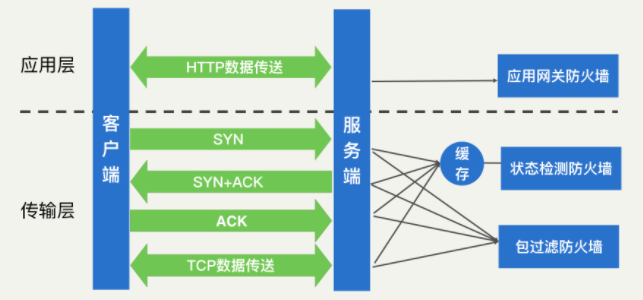 应用层
HTTP数据传送
应用网关防火墙
客户端
服务端
SYN
缓存
SYN+ACK
状态检测防火墙
传输层
ACK
包过滤防火墙
TCP数据传送